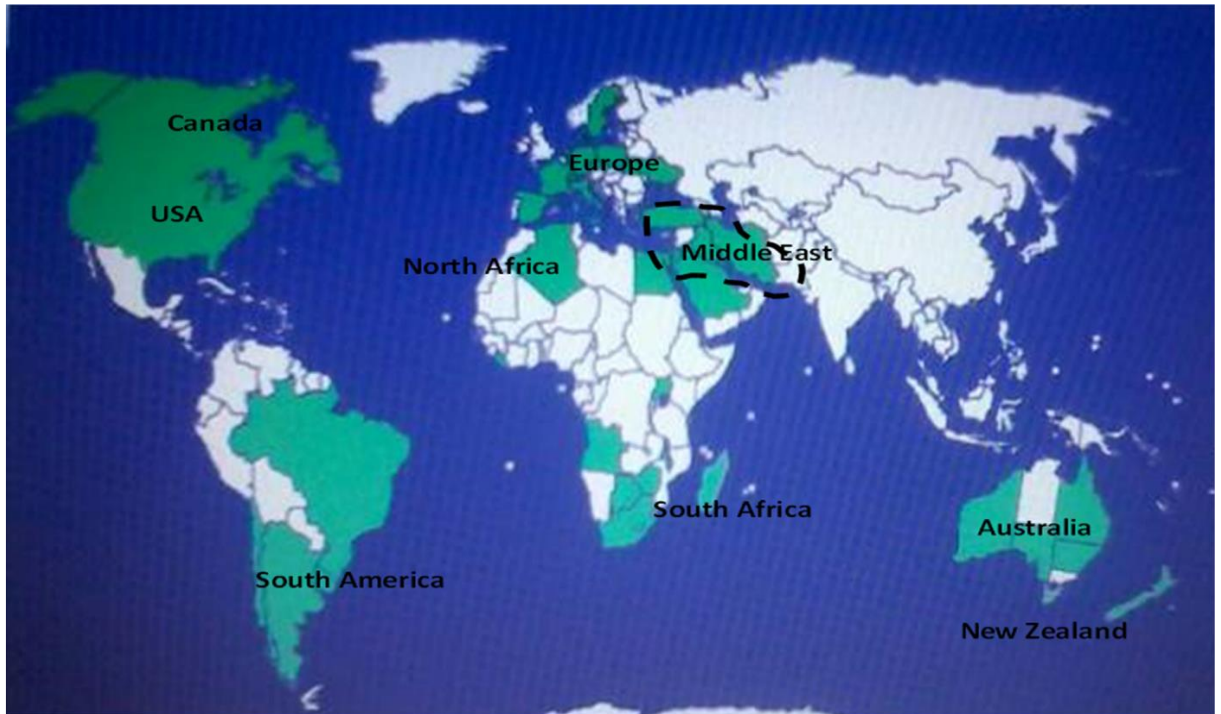 Canada
Europe
USA
Middle East
North Africa
South Africa
Australia
South America
New Zealand